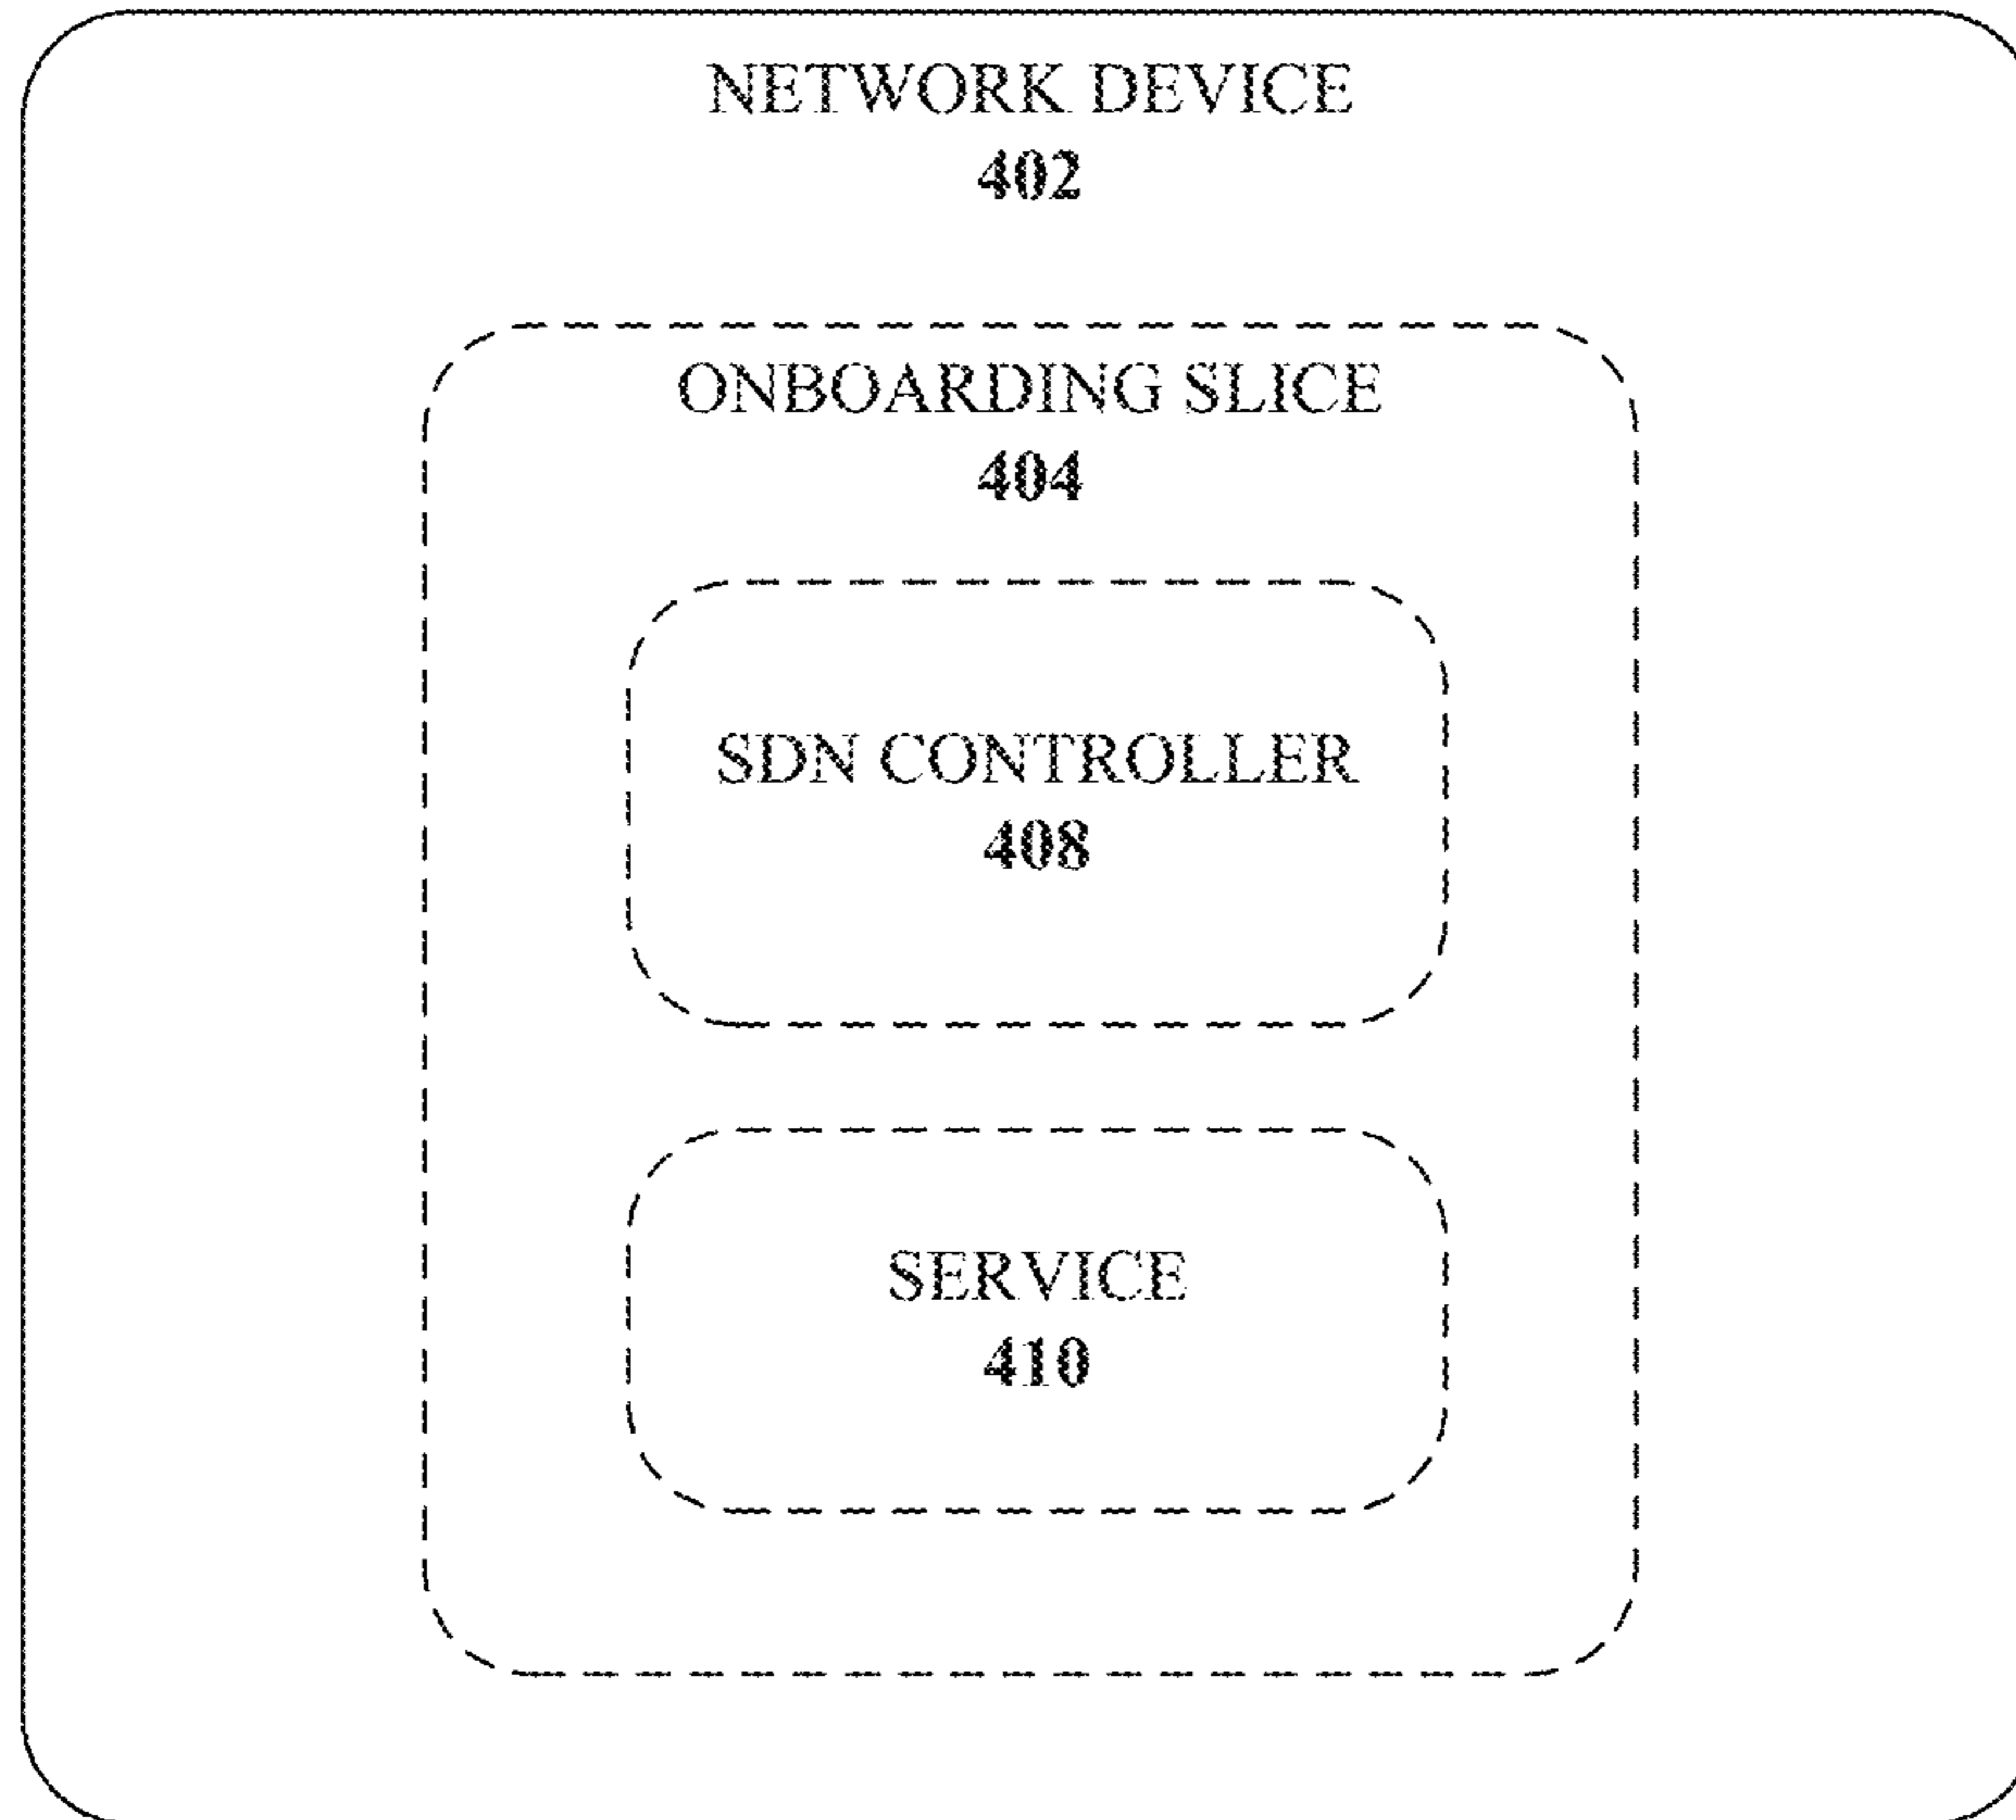 NETWORK DEVICE
402
ONBOARDING SLICE
404
SDN CONTROLLER
408
SERVICE
410